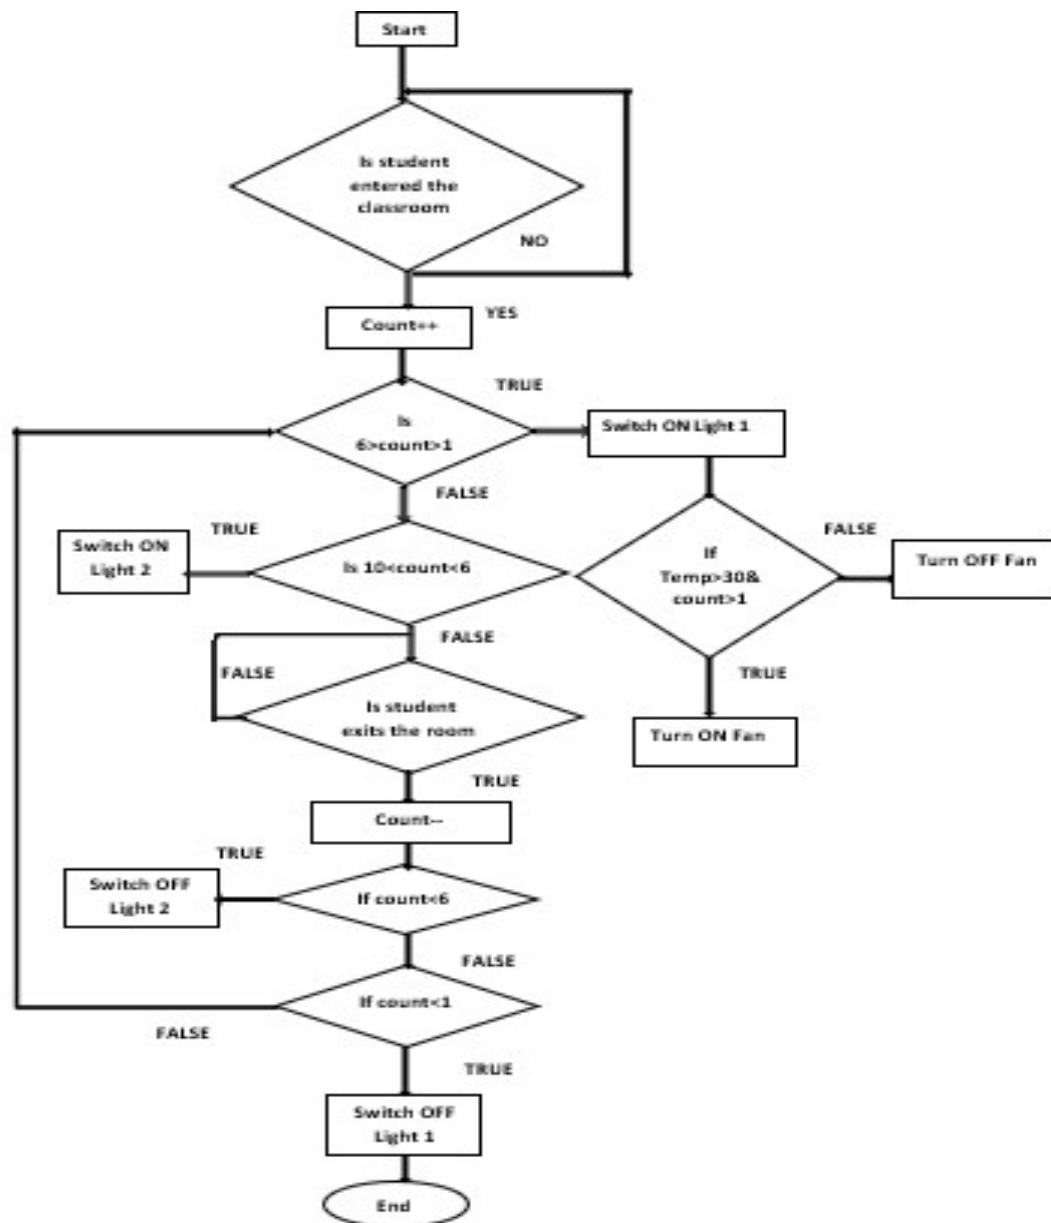 Start
Is student
entered the
classroom
NO
YES
Count++
TRUE
Is
6>count>1
Switch ON Light 1
FALSE
TRUE
Switch ON
Light 2
Is 10<count<6
If
Temp>30&
count>1
FALSE
Turn OFF Fan
FALSE
FALSE
TRUE
Is student
exits the room
Turn ON Fan
TRUE
Count--
TRUE
Switch OFF
Light 2
If count<6
FALSE
If count<1
FALSE
TRUE
Switch OFF
Light 1
End